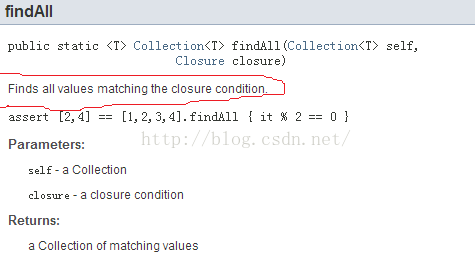 findAll
public static <T> Collection<T> findAll(Collection<T> self,
Closure closure)
Finds all values matching the closure condition.
assert [2,4] == [1,2,3,4].findAll { it % 2 == 0 }
http://blog.csdn.net/
Parameters:
self - a Collection
closure - a closure condition
Returns:
a Collection of matching values